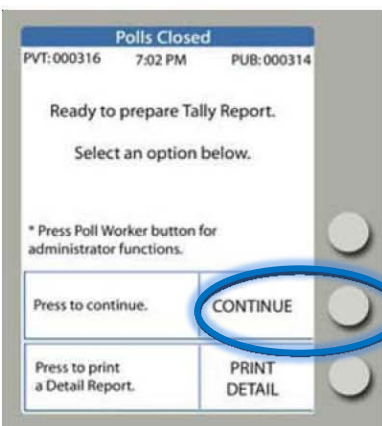 Polls Closed
PVT: 000316 7:02 PM PUB: 000314
Ready to prepare Tally Report.
Select an option below.
* Press Poll Worker button for
administrator functions.
Press to continue. CONTINUE
Press to print
a Detail Report.
PRINT
DETAIL